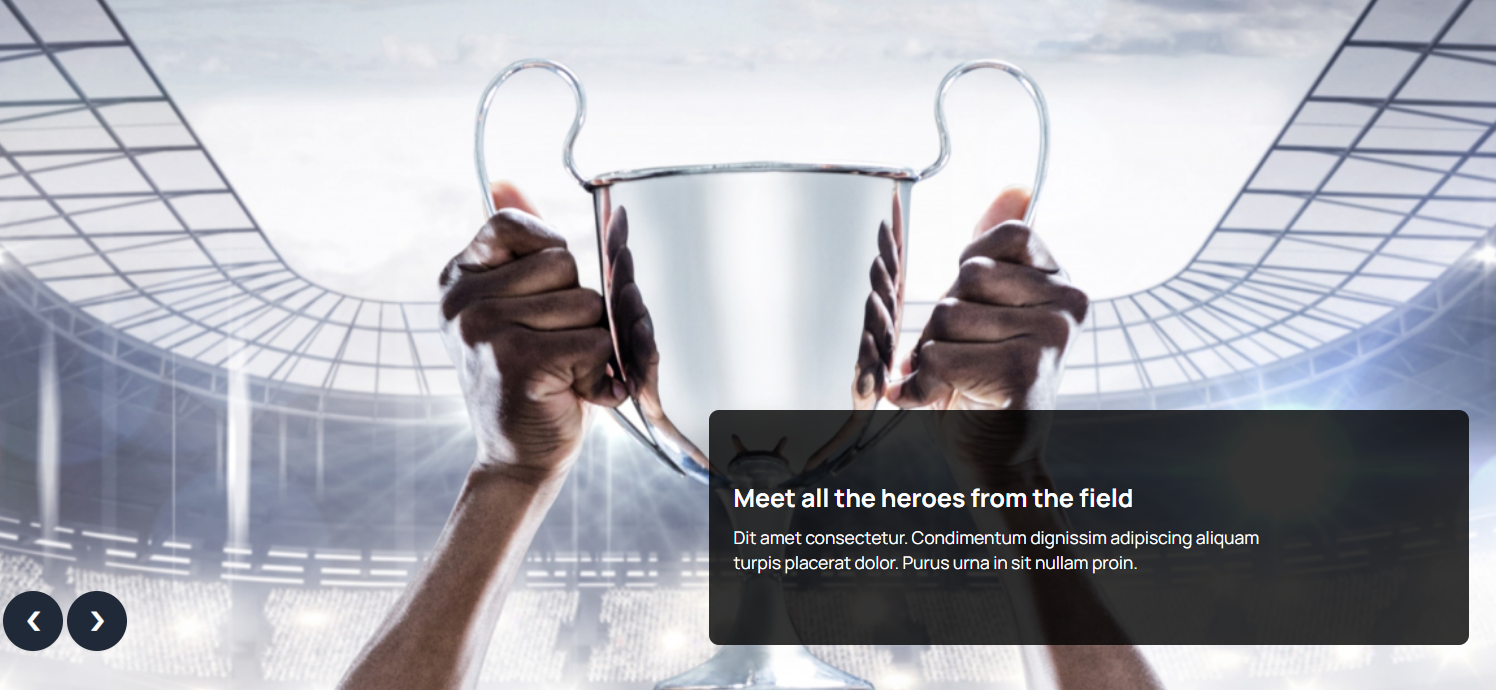 Meet all the heroes from the field
Dit amet consectetur. Condimentum dignissim adipiscing aliquam
turpis placerat dolor. Purus urna in sit nullam proin.